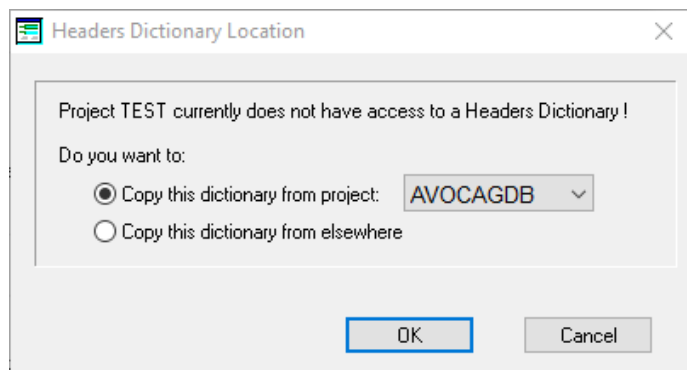 Headers Dictionary Location
Project TEST currently does not have access to a Headers Dictionary !
Do you want to:
Copy this dictionary from project: AVOCAGDB
Copy this dictionary from elsewhere
OK Cancel